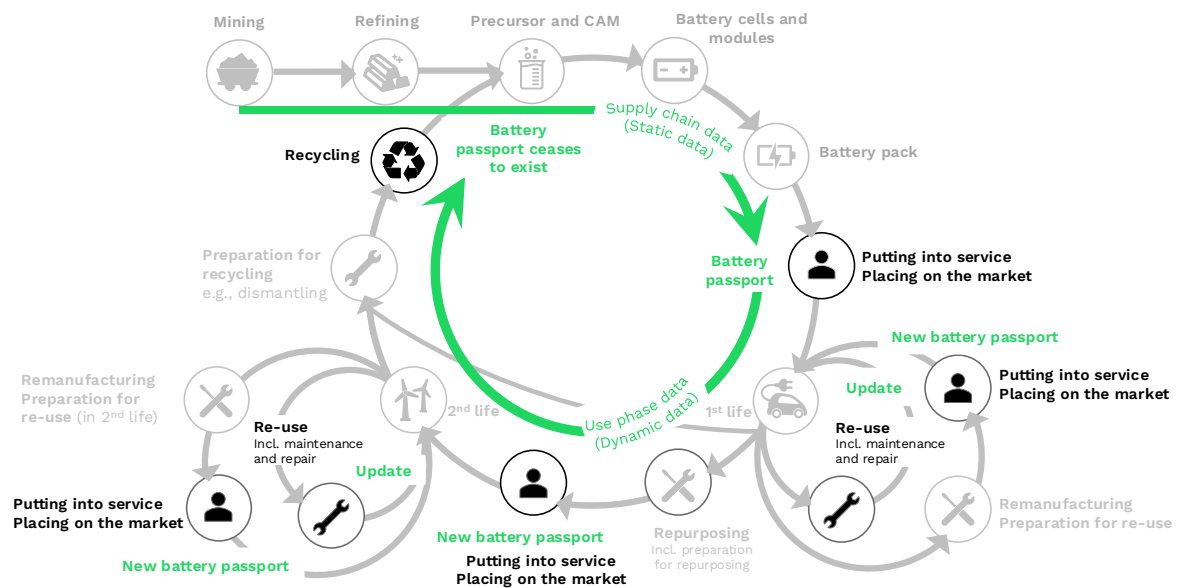 Mining
Refining
Precursor and CAM
Battery cells and
modules
Supply chain data
(Static data)
Battery
passport ceases
to exist
Recycling
Battery pack
Preparation for
recycling
e.g., dismantling
Battery
passport
Putting into service
Placing on the market
New battery passport
Remanufacturing
Preparation for
re-use (in 2nd life)
2nd life
Use phase data
(Dynamic data)
1st life
Update
Putting into service
Placing on the market
Re-use
Incl. maintenance
and repair
Update
Re-use
Incl. maintenance
and repair
Putting into service
Placing on the market
New battery passport
New battery passport
Putting into service
Placing on the market
Repurposing
Incl. preparation
for repurposing
Remanufacturing
Preparation for re-use